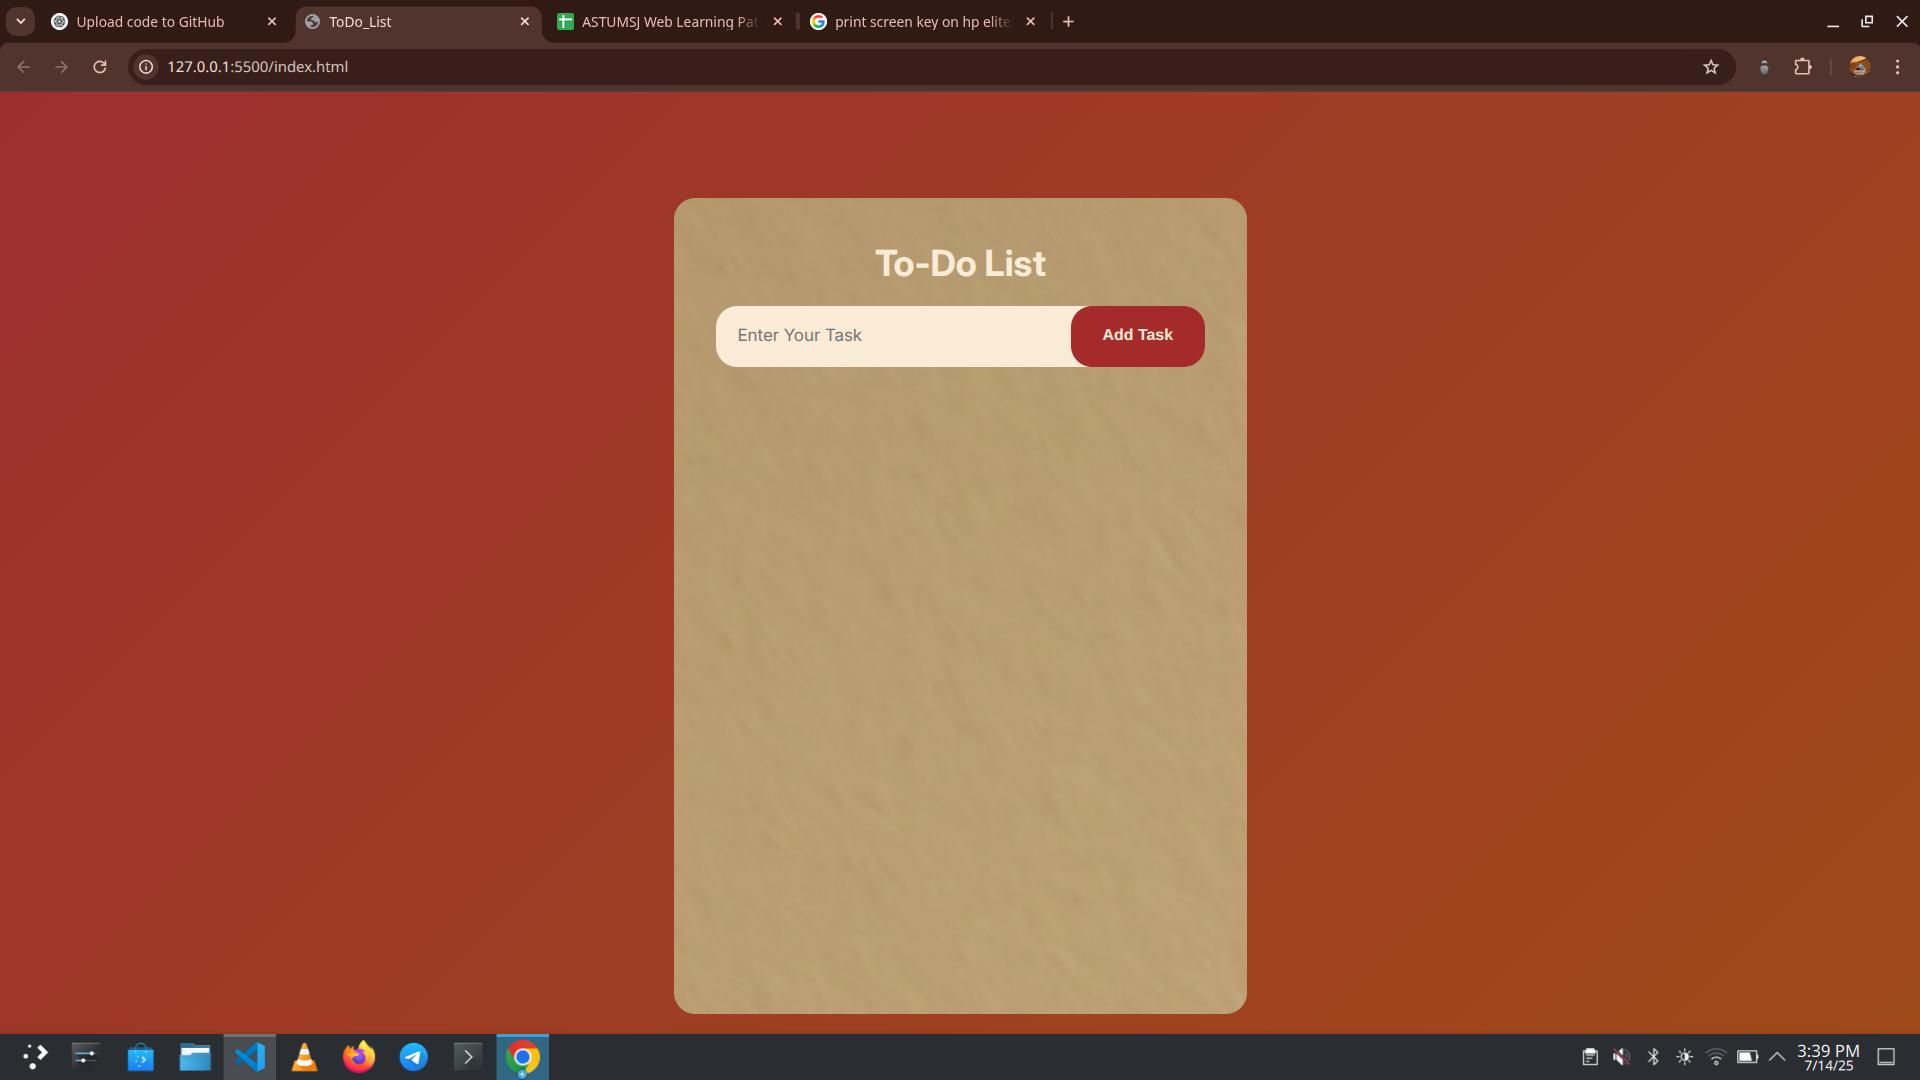 Upload code to GitHub
ToDo_List
ASTUMSJ Web Learning Pat
print screen key on hp elite
127.0.0.1:5500/index.html
To-Do List
Enter Your Task
Add Task
3:39 PM
7/14/25